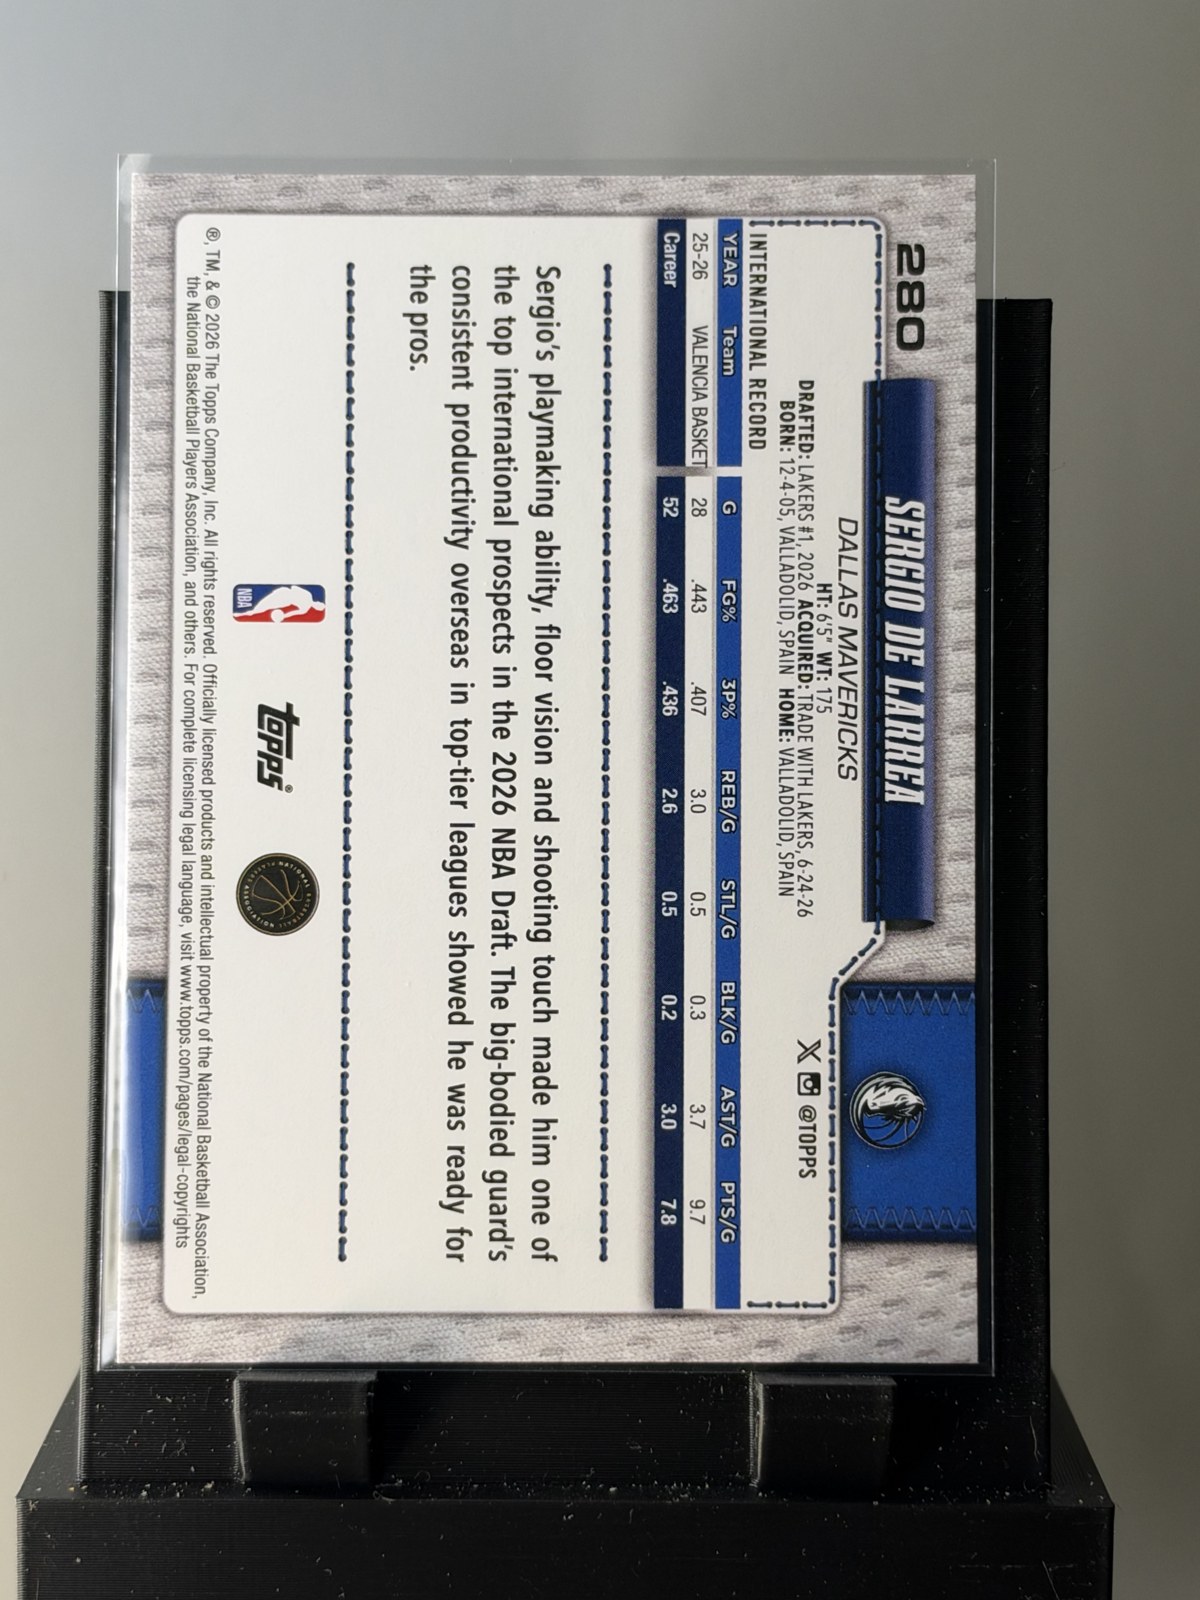 280
SERGIO DE LARREA
DALLAS MAVERICKS
HT: 6'5" WT: 175
DRAFTED: LAKERS #1, 2026 ACQUIRED: TRADE WITH LAKERS, 6-24-26
BORN: 12-4-05, VALLADOLID, SPAIN HOME: VALLADOLID, SPAIN
X @TOPPS
INTERNATIONAL RECORD
YEAR Team G FG% 3P% REB/G STL/G BLK/G AST/G PTS/G
25-26 VALENCIA BASKET 28 .443 .407 3.0 0.5 0.3 3.7 9.7
Career 52 .463 .436 2.6 0.5 0.2 3.0 7.8
Sergio's playmaking ability, floor vision and shooting touch made him one of
the top international prospects in the 2026 NBA Draft. The big-bodied guard's
consistent productivity overseas in top-tier leagues showed he was ready for
the pros.
NBA
topps®
NATIONAL BASKETBALL PLAYERS ASSOCIATION
®, TM, & © 2026 The Topps Company, Inc. All rights reserved. Officially licensed products and intellectual property of the National Basketball Association,
the National Basketball Players Association, and others. For complete licensing legal language, visit www.topps.com/pages/legal-copyrights